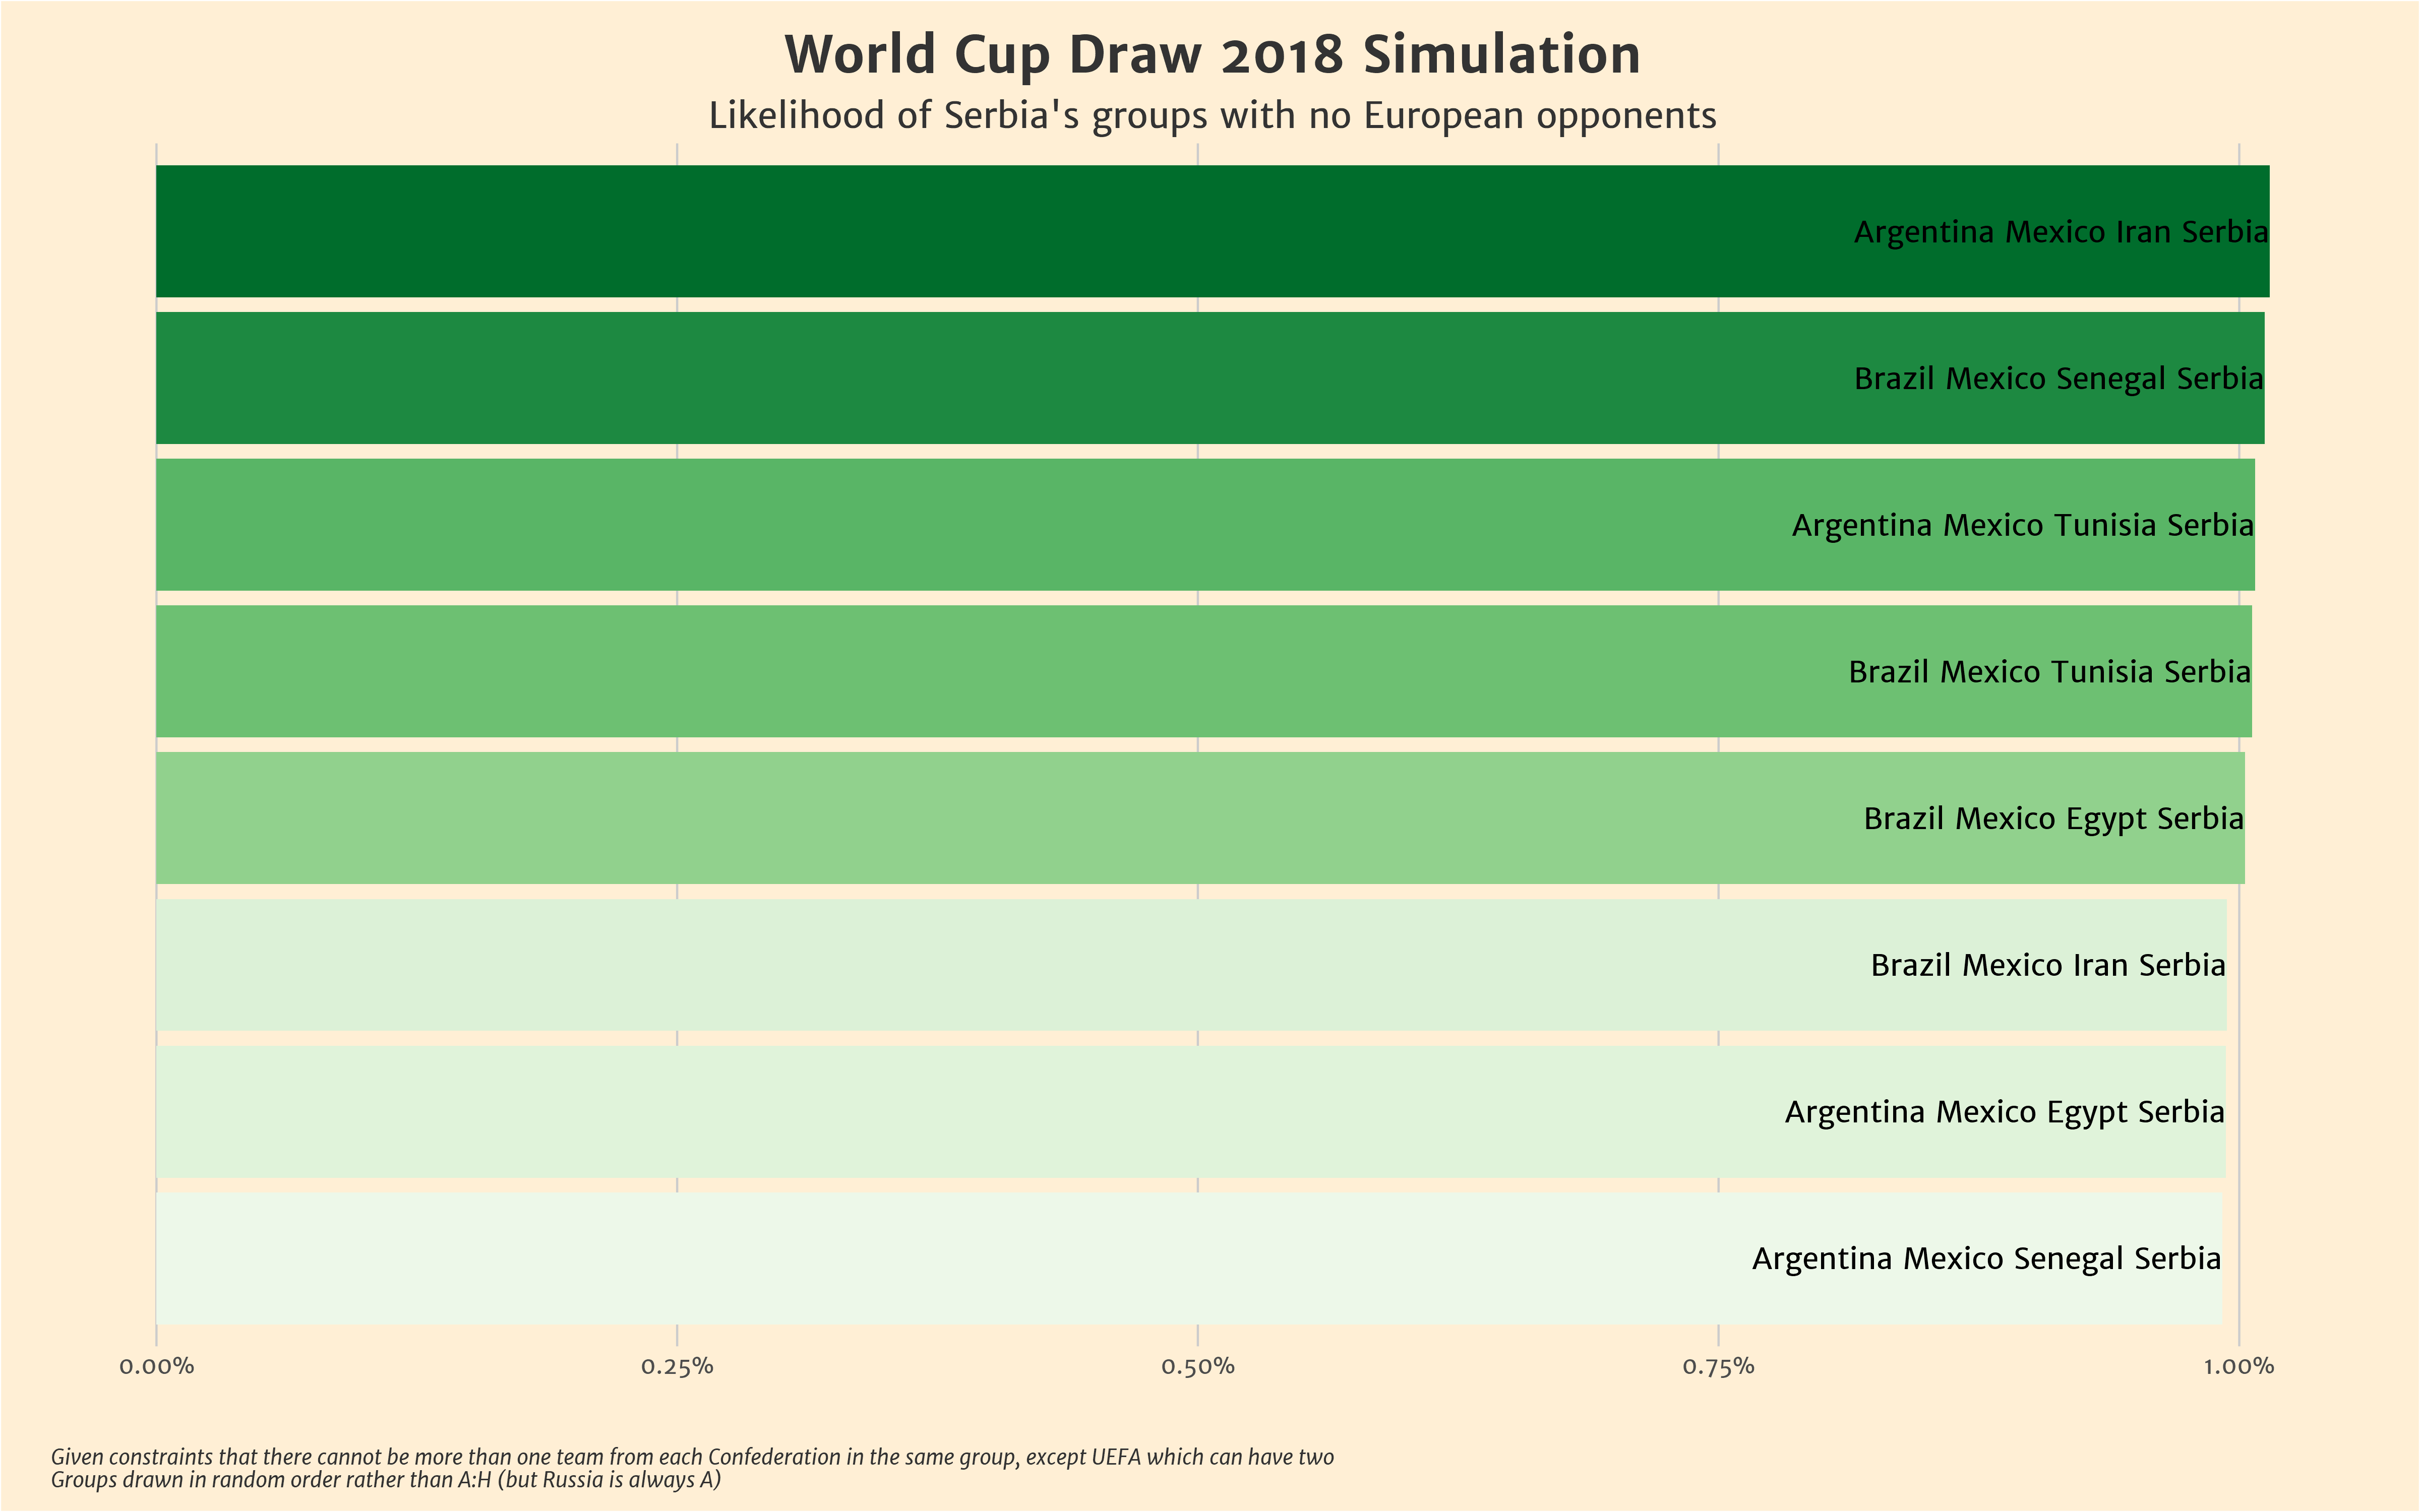 World Cup Draw 2018 Simulation
Likelihood of Serbia's groups with no European opponents
Argentina Mexico Iran Serbia
Brazil Mexico Senegal Serbia
Argentina Mexico Tunisia Serbia
Brazil Mexico Tunisia Serbia
Brazil Mexico Egypt Serbia
Brazil Mexico Iran Serbia
Argentina Mexico Egypt Serbia
Argentina Mexico Senegal Serbia
0.00% 0.25% 0.50% 0.75% 1.00%
Given constraints that there cannot be more than one team from each Confederation in the same group, except UEFA which can have two
Groups drawn in random order rather than A:H (but Russia is always A)